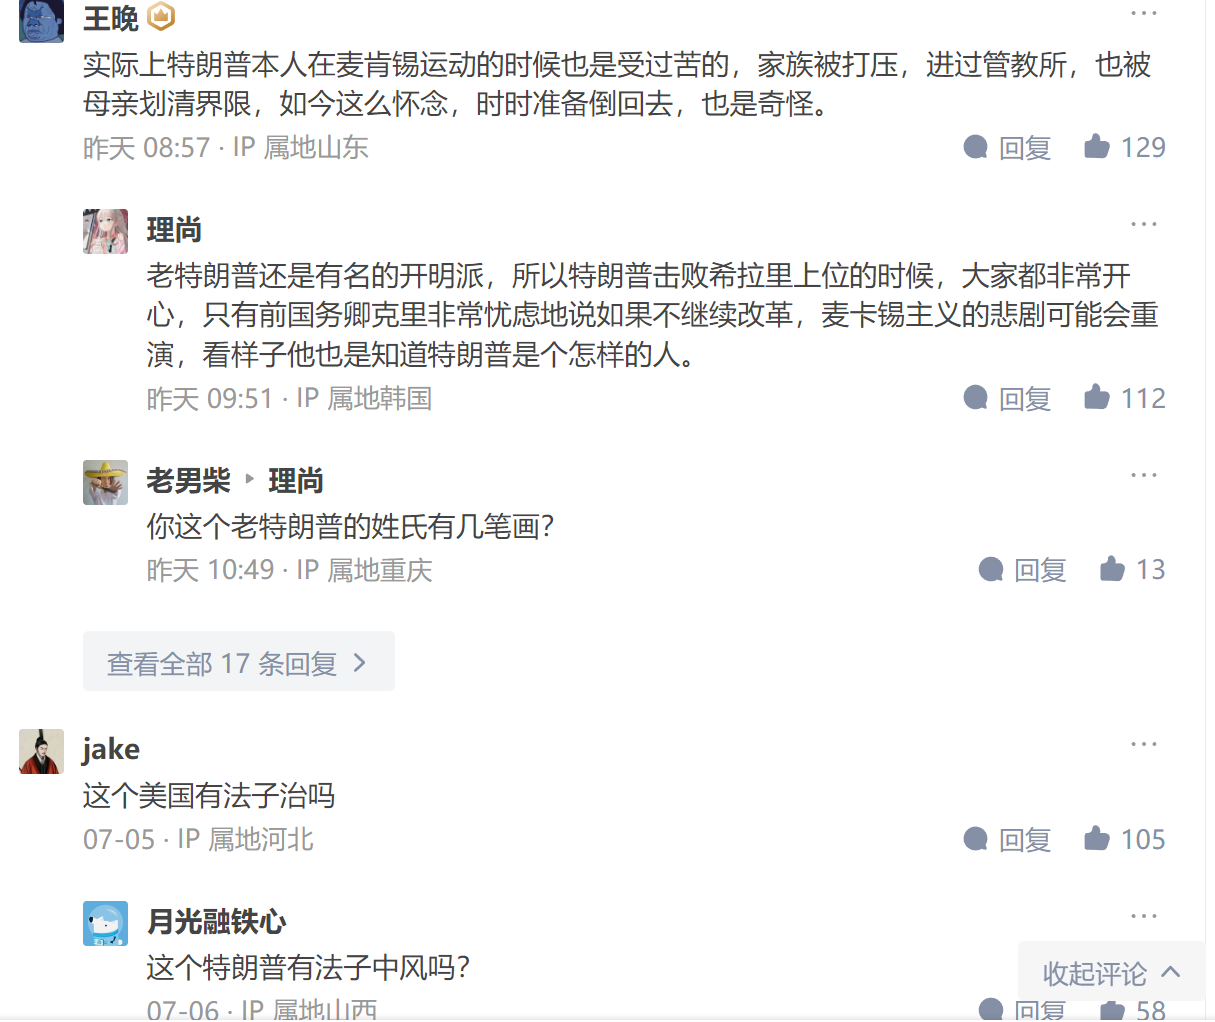 王晚
实际上特朗普本人在麦肯锡运动的时候也是受过苦的，家族被打压，进过管教所，也被
母亲划清界限，如今这么怀念，时时准备倒回去，也是奇怪。
昨天 08:57 · IP 属地山东
回复 129
理尚
老特朗普还是有名的开明派，所以特朗普击败希拉里上位的时候，大家都非常开
心，只有前国务卿克里非常忧虑地说如果不继续改革，麦卡锡主义的悲剧可能会重
演，看样子他也是知道特朗普是个怎样的人。
昨天 09:51 · IP 属地韩国
回复 112
老男柴 ▸ 理尚
你这个老特朗普的姓氏有几笔画？
昨天 10:49 · IP 属地重庆
回复 13
查看全部 17 条回复 >
jake
这个美国有法子治吗
07-05 · IP 属地河北
回复 105
月光融铁心
这个特朗普有法子中风吗？
收起评论
07-06 · IP 属地山西
回复 58